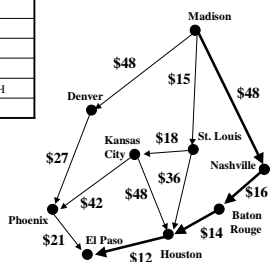 H
Madison
$48
$15
$48
Denver
Kansas
City
$18
St. Louis
Nashville
$27
$42
$48
$36
$16
Phoenix
$14
Baton
Rouge
$21
El Paso
$12
Houston